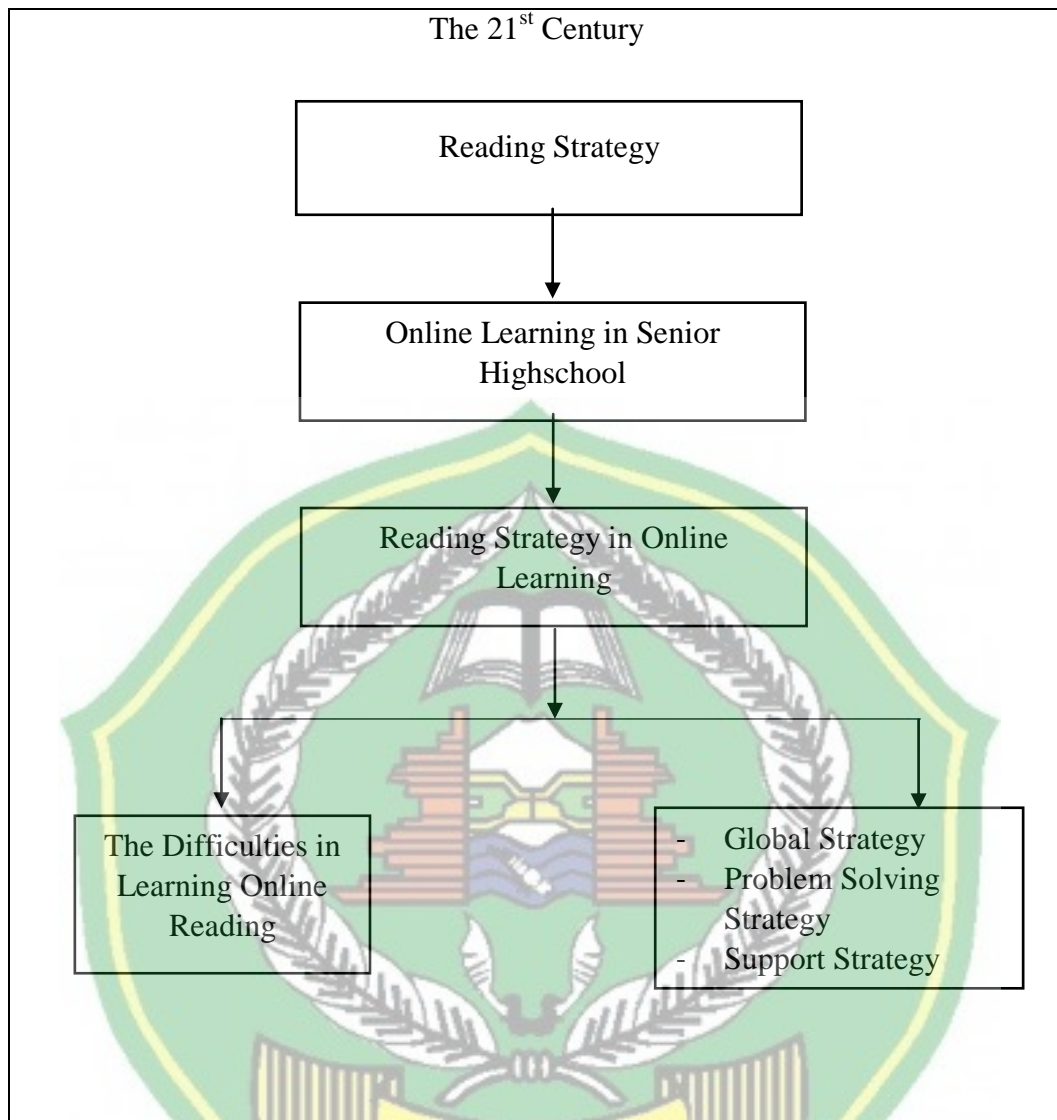 The 21st Century
Reading Strategy
Online Learning in Senior
Highschool
Reading Strategy in Online
Learning
The Difficulties in
Learning Online
Reading
- Global Strategy
- Problem Solving
Strategy
- Support Strategy